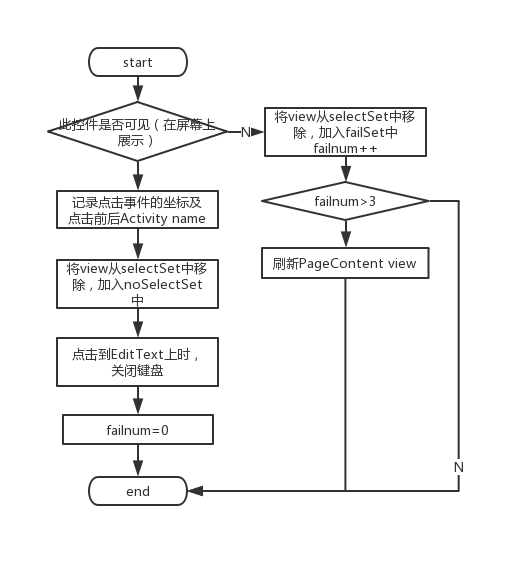 start
此控件是否可见（在屏幕上
展示）
N
将view从selectSet中移
除，加入failSet中
failnum++
记录点击事件的坐标及
点击前后Activity name
failnum>3
将view从selectSet中移
除，加入noSelectSet
中
刷新PageContent view
点击到EditText上时，
关闭键盘
failnum=0
N
end